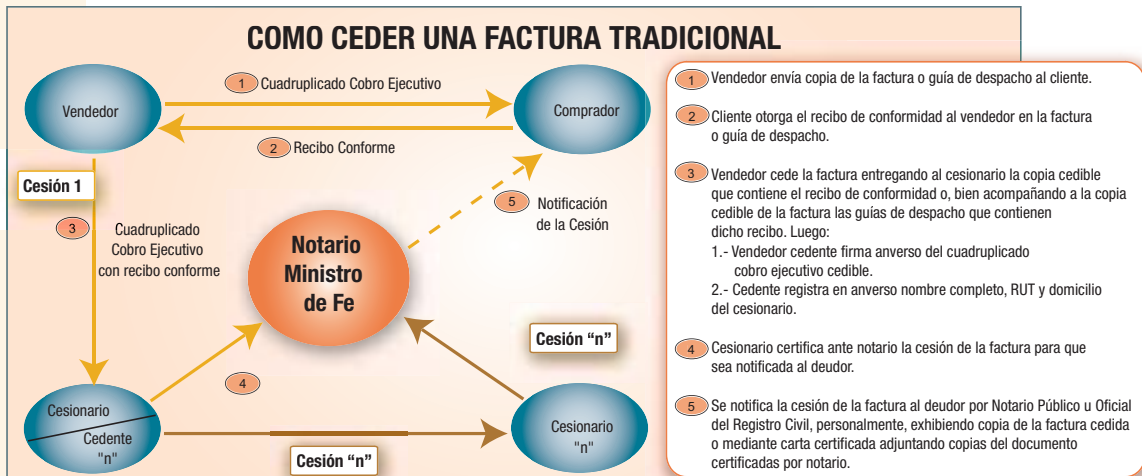 COMO CEDER UNA FACTURA TRADICIONAL
Vendedor
1 Cuadruplicado Cobro Ejecutivo
Comprador
2 Recibo Conforme
Cesión 1
3 Cuadruplicado
Cobro Ejecutivo
con recibo conforme
5 Notificación
de la Cesión
Notario
Ministro
de Fe
Cesión "n"
4
Cesionario
Cedente
"n"
Cesión "n"
Cesionario
"n"
1 Vendedor envía copia de la factura o guía de despacho al cliente.
2 Cliente otorga el recibo de conformidad al vendedor en la factura
o guía de despacho.
3 Vendedor cede la factura entregando al cesionario la copia cedible
que contiene el recibo de conformidad o, bien acompañando a la copia
cedible de la factura las guías de despacho que contienen
dicho recibo. Luego:
1.- Vendedor cedente firma anverso del cuadruplicado
cobro ejecutivo cedible.
2.- Cedente registra en anverso nombre completo, RUT y domicilio
del cesionario.
4 Cesionario certifica ante notario la cesión de la factura para que
sea notificada al deudor.
5 Se notifica la cesión de la factura al deudor por Notario Público u Oficial
del Registro Civil, personalmente, exhibiendo copia de la factura cedida
o mediante carta certificada adjuntando copias del documento
certificadas por notario.